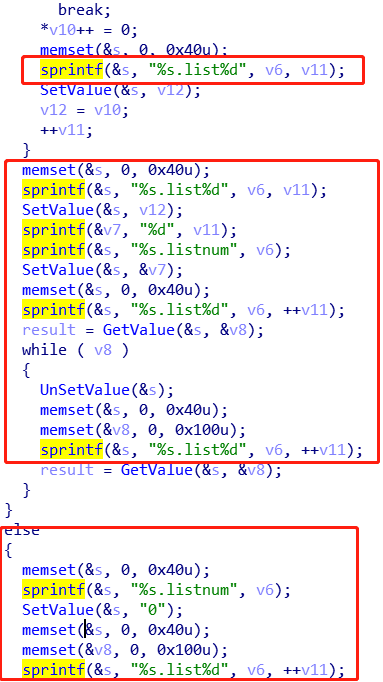 break;
*v10++ = 0;
memset(&s, 0, 0x40u);
sprintf(&s, "%s.list%d", v6, v11);
SetValue(&s, v12);
v12 = v10;
++v11;
}
memset(&s, 0, 0x40u);
sprintf(&s, "%s.list%d", v6, v11);
SetValue(&s, v12);
sprintf(&v7, "%d", v11);
sprintf(&s, "%s.listnum", v6);
SetValue(&s, &v7);
memset(&s, 0, 0x40u);
sprintf(&s, "%s.list%d", v6, ++v11);
result = GetValue(&s, &v8);
while ( v8 )
{
UnSetValue(&s);
memset(&s, 0, 0x40u);
memset(&v8, 0, 0x100u);
sprintf(&s, "%s.list%d", v6, ++v11);
result = GetValue(&s, &v8);
}
}
else
{
memset(&s, 0, 0x40u);
sprintf(&s, "%s.listnum", v6);
SetValue(&s, "0");
memset(&s, 0, 0x40u);
memset(&v8, 0, 0x100u);
sprintf(&s, "%s.list%d", v6, ++v11);